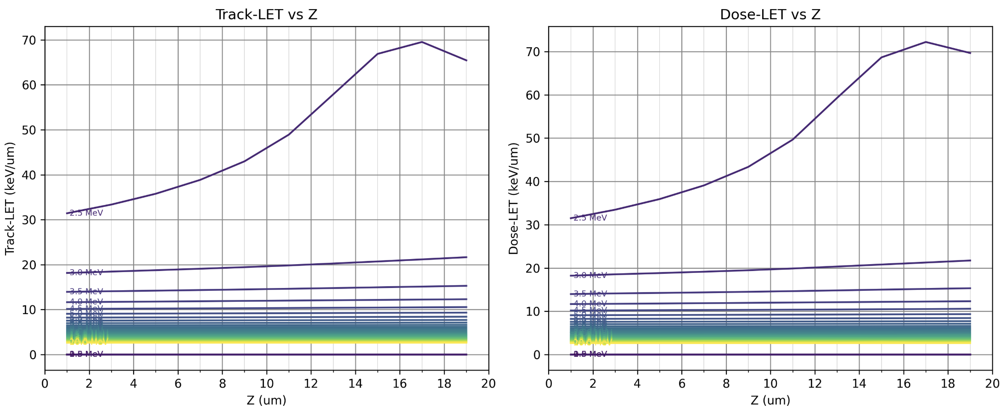 Track-LET vs Z
Track-LET (keV/um)
70
60
50
40
30
20
10
0
2.5 MeV
3.0 MeV
3.5 MeV
4.0 MeV
4.5 MeV
0 2 4 6 8 10 12 14 16 18 20
Z (um)
Dose-LET vs Z
Dose-LET (keV/um)
70
60
50
40
30
20
10
0
2.5 MeV
3.0 MeV
3.5 MeV
4.0 MeV
4.5 MeV
0 2 4 6 8 10 12 14 16 18 20
Z (um)